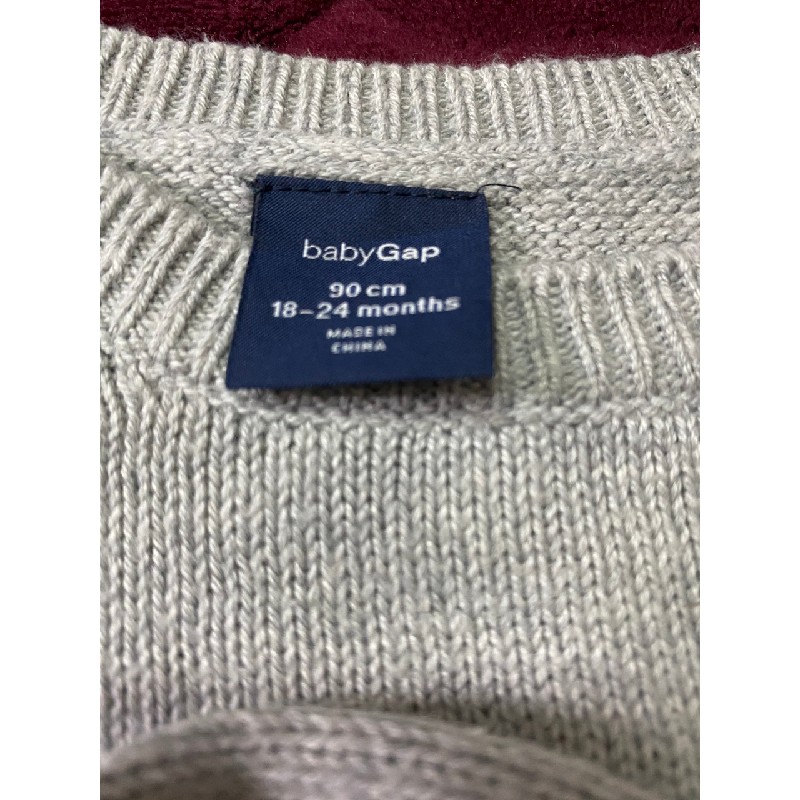 babyGap
90 cm
18-24 months
MADE IN
CHINA